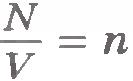 N/V = n